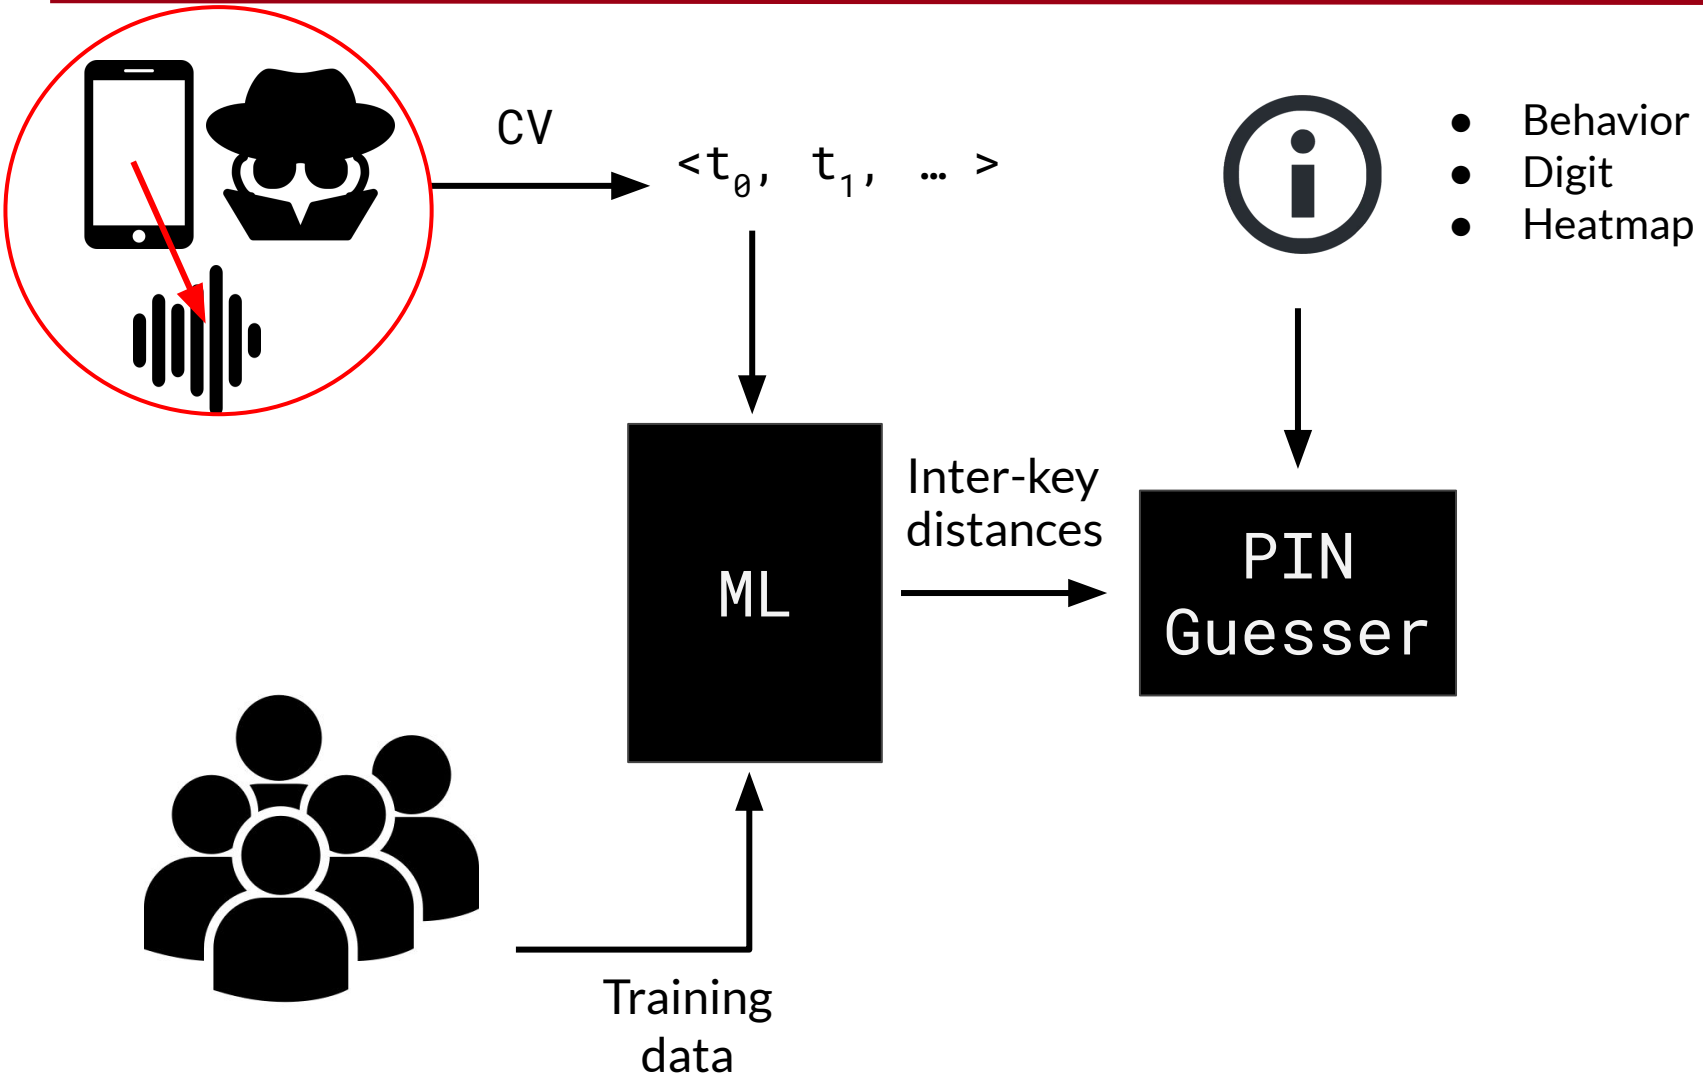 CV
<t₀, t₁, … >
● Behavior
● Digit
● Heatmap
Inter-key
distances
ML
PIN
Guesser
Training
data